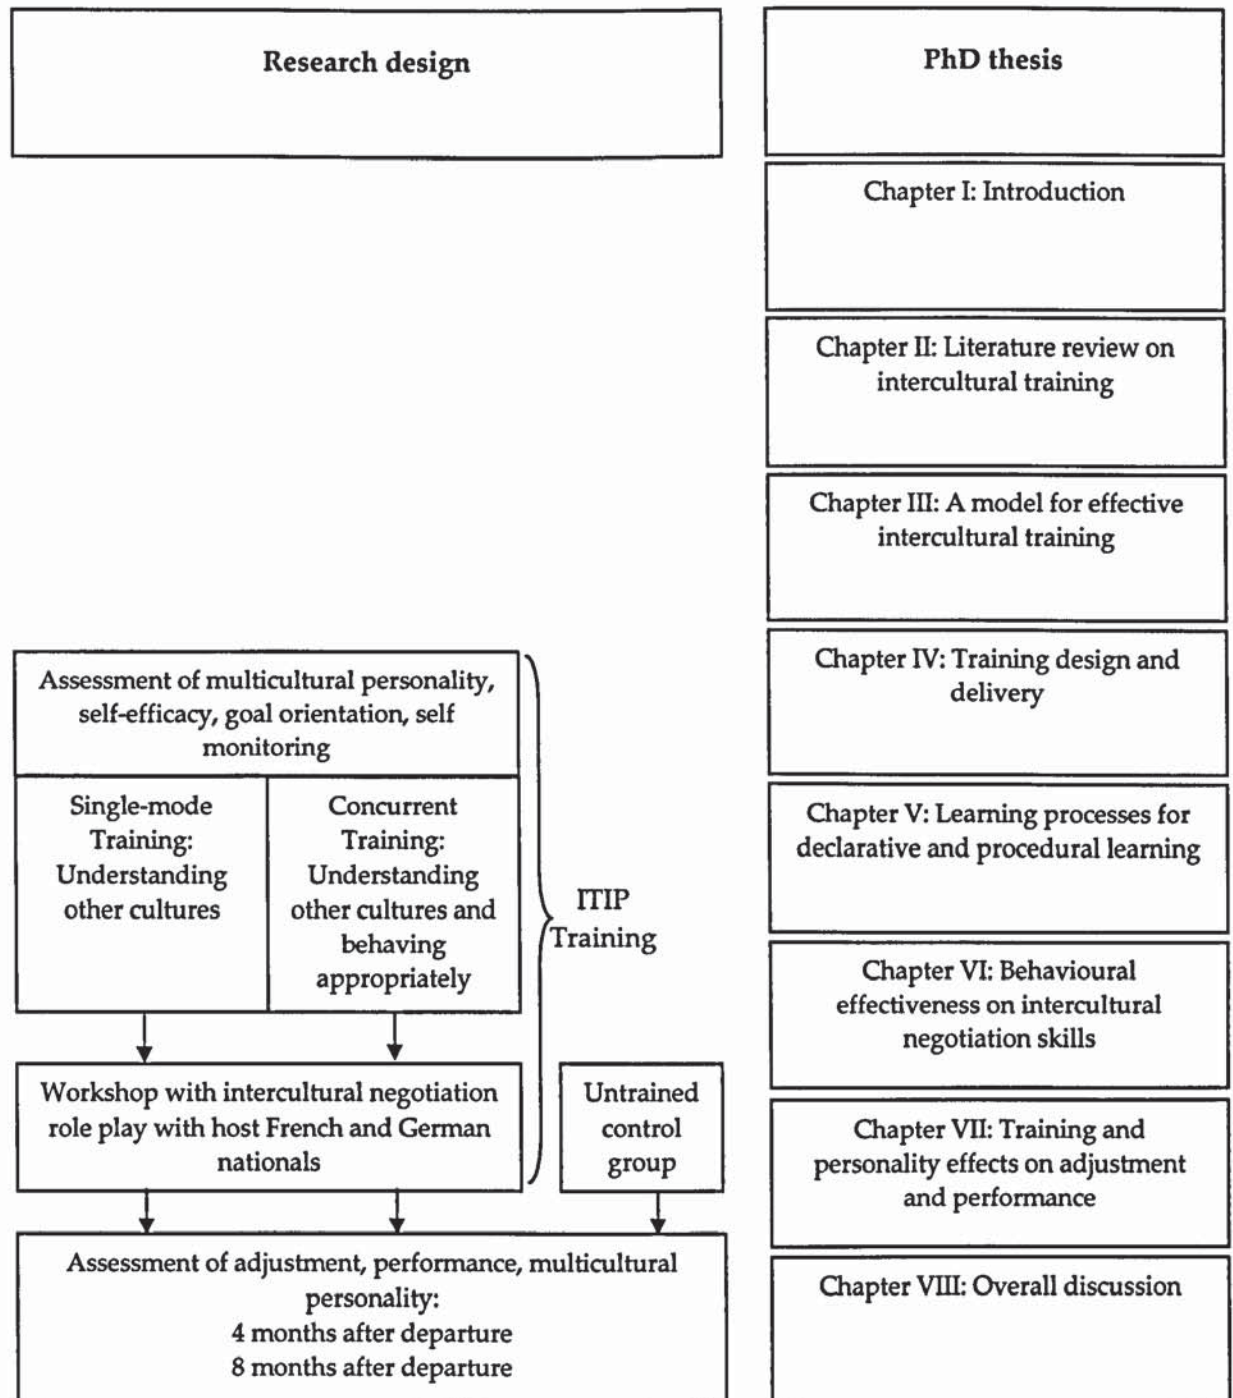 Research design
PhD thesis
Chapter I: Introduction
Chapter II: Literature review on
intercultural training
Chapter III: A model for effective
intercultural training
Chapter IV: Training design and
delivery
Chapter V: Learning processes for
declarative and procedural learning
Chapter VI: Behavioural
effectiveness on intercultural
negotiation skills
Chapter VII: Training and
personality effects on adjustment
and performance
Chapter VIII: Overall discussion
Assessment of multicultural personality,
self-efficacy, goal orientation, self
monitoring
Single-mode
Training:
Understanding
other cultures
Concurrent
Training:
Understanding
other cultures and
behaving
appropriately
ITIP
Training
Workshop with intercultural negotiation
role play with host French and German
nationals
Untrained
control
group
Assessment of adjustment, performance, multicultural
personality:
4 months after departure
8 months after departure